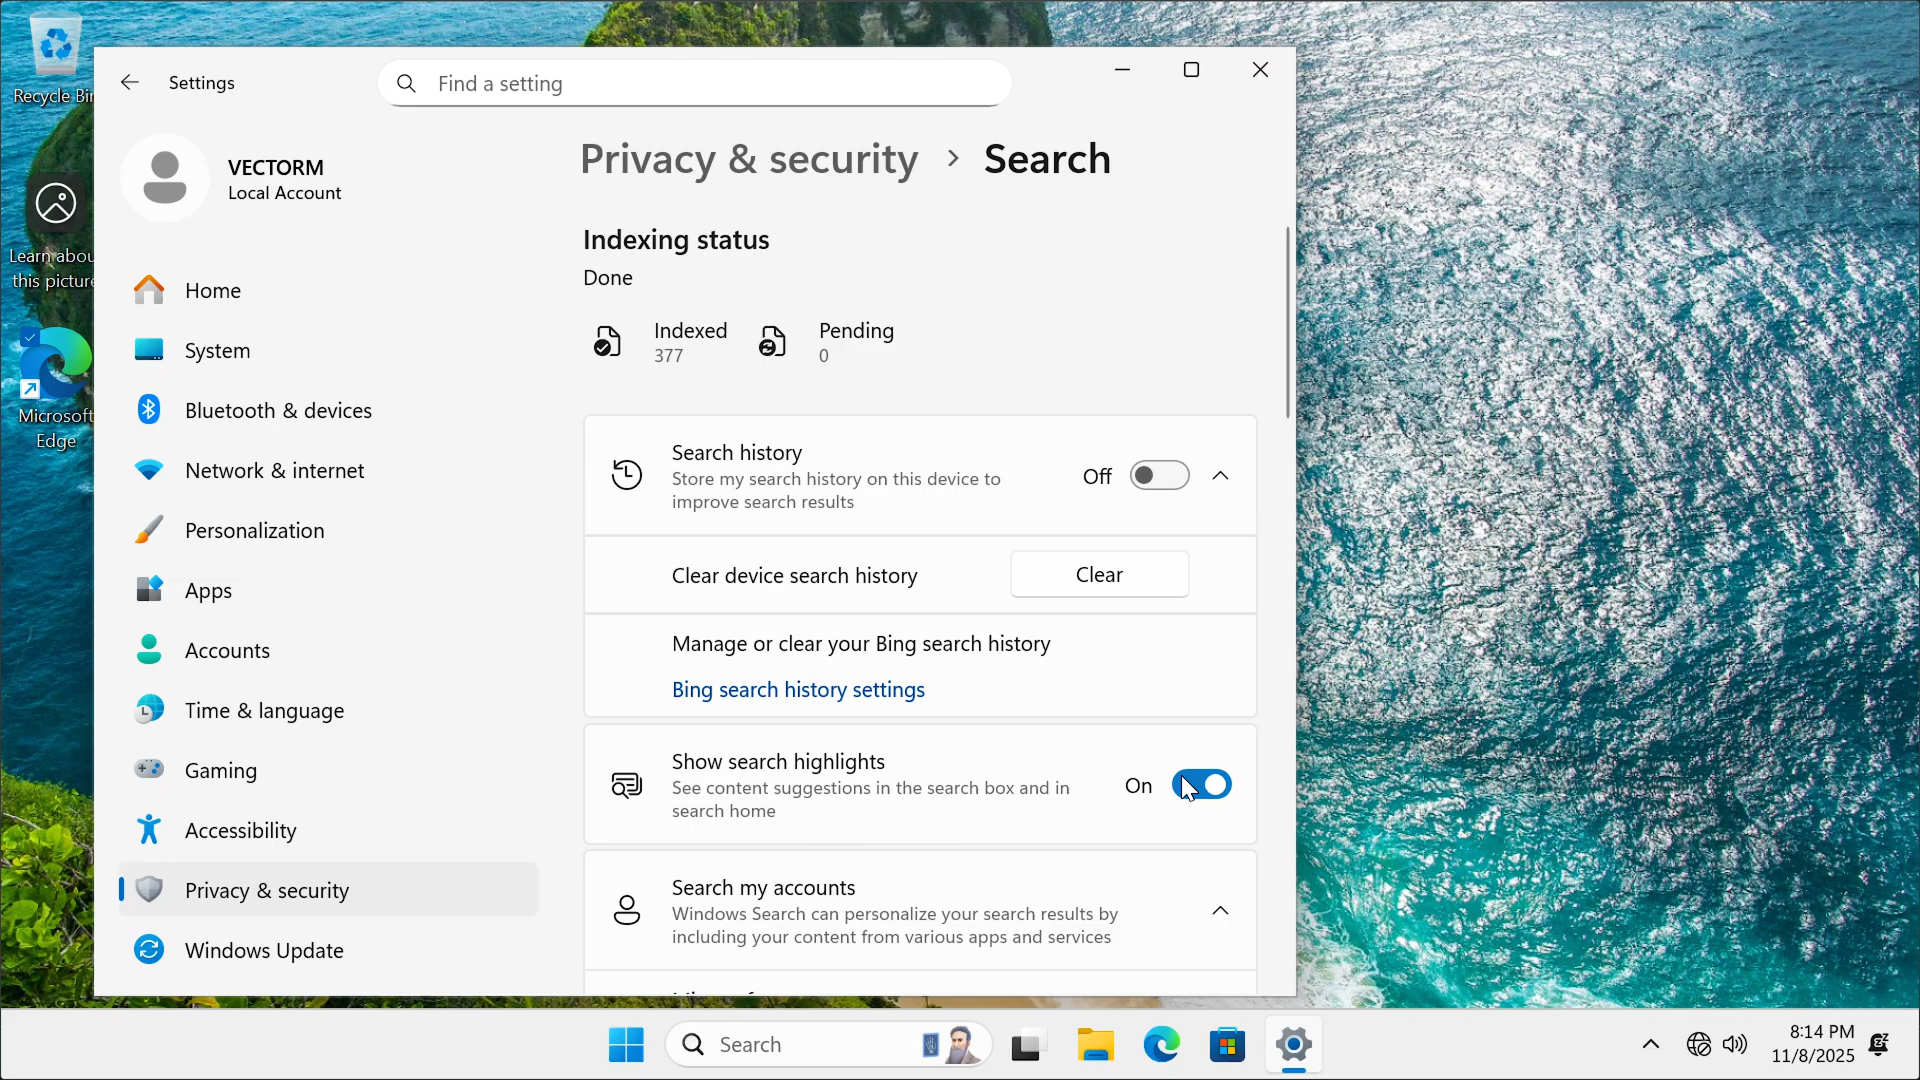 Recycle Bin
Learn about
this picture
Microsoft
Edge
Settings
Find a setting
VECTORM
Local Account
Home
System
Bluetooth & devices
Network & internet
Personalization
Apps
Accounts
Time & language
Gaming
Accessibility
Privacy & security
Windows Update
Privacy & security > Search
Indexing status
Done
Indexed
377
Pending
0
Search history
Store my search history on this device to
improve search results
Off
Clear device search history
Clear
Manage or clear your Bing search history
Bing search history settings
Show search highlights
See content suggestions in the search box and in
search home
On
Search my accounts
Windows Search can personalize your search results by
including your content from various apps and services
Search
8:14 PM
11/8/2025